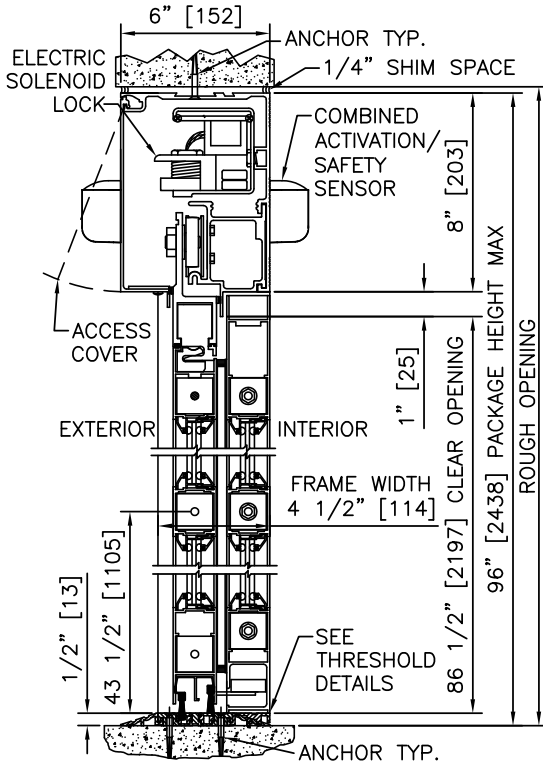 6" [152]
ANCHOR TYP.
ELECTRIC
SOLENOID
LOCK
1/4" SHIM SPACE
COMBINED
ACTIVATION/
SAFETY
SENSOR
8" [203]
ACCESS
COVER
1" [25]
EXTERIOR
INTERIOR
FRAME WIDTH
4 1/2" [114]
86 1/2" [2197] CLEAR OPENING
96" [2438] PACKAGE HEIGHT MAX
ROUGH OPENING
1/2" [13]
43 1/2" [1105]
SEE
THRESHOLD
DETAILS
ANCHOR TYP.